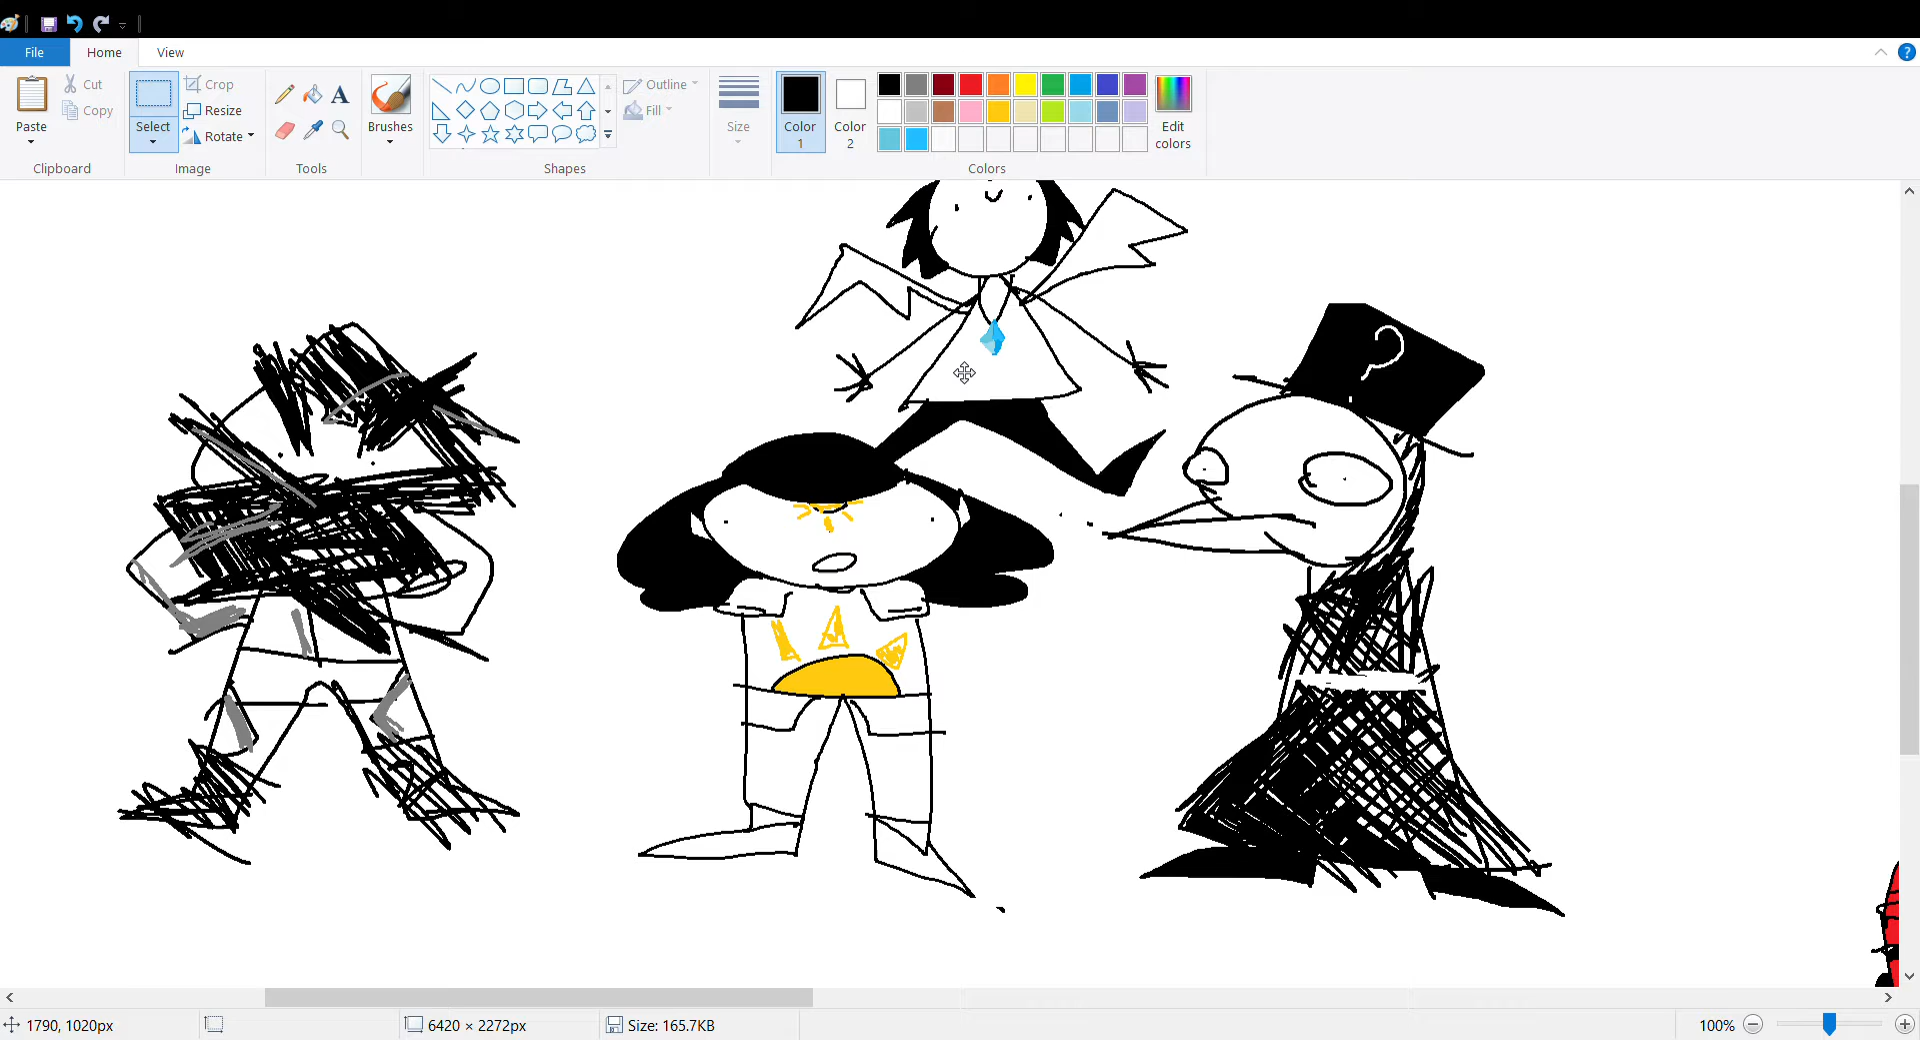 File Home View
Paste
Cut
Copy
Clipboard
Select
Crop
Resize
Rotate
Image
A
Tools
Brushes
Shapes
Outline
Fill
Size
Color
1
Color
2
Edit
colors
Colors
?
?
1790, 1020px
6420 × 2272px
Size: 165.7KB
100%